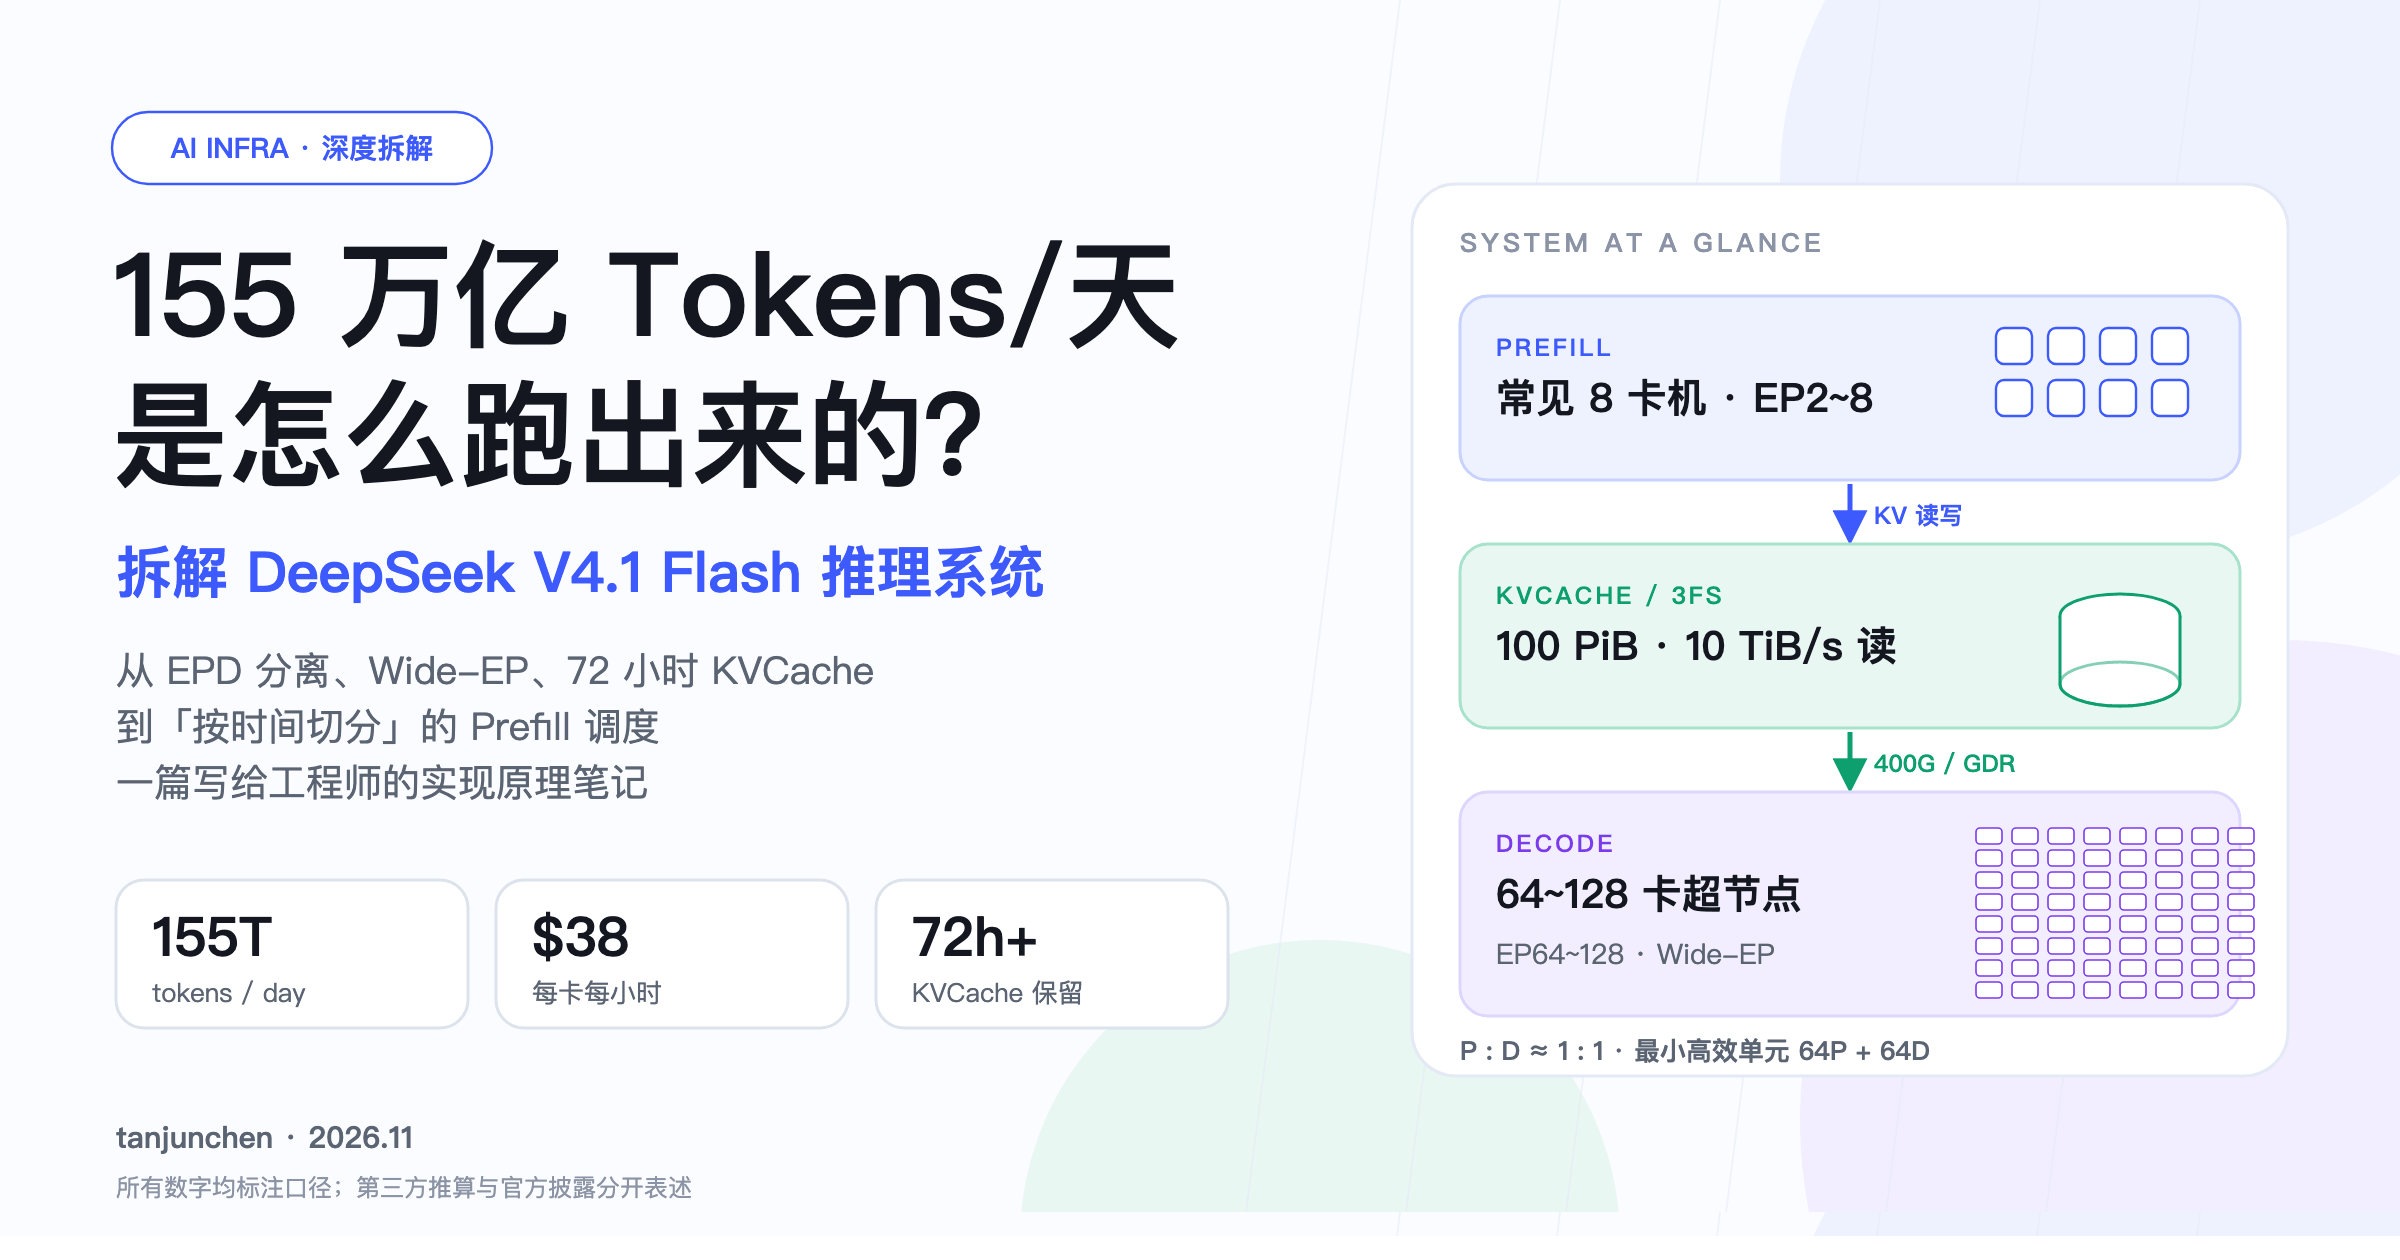 AI INFRA · 深度拆解
155 万亿 Tokens/天
是怎么跑出来的?
拆解 DeepSeek V4.1 Flash 推理系统
从 EPD 分离、Wide-EP、72 小时 KVCache
到「按时间切分」的 Prefill 调度
一篇写给工程师的实现原理笔记
155T
tokens / day
$38
每卡每小时
72h+
KVCache 保留
tanjunchen · 2026.11
所有数字均标注口径；第三方推算与官方披露分开表述
SYSTEM AT A GLANCE
PREFILL
常见 8 卡机 · EP2~8
KV 读写
KVCACHE / 3FS
100 PiB · 10 TiB/s 读
400G / GDR
DECODE
64~128 卡超节点
EP64~128 · Wide-EP
P : D ≈ 1 : 1 · 最小高效单元 64P + 64D